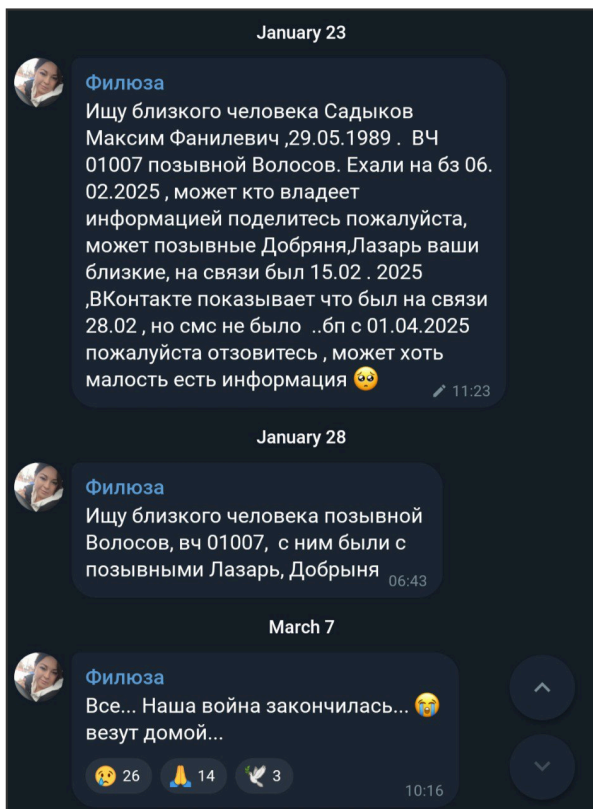 January 23
Филюза
Ищу близкого человека Садыков
Максим Фанилевич ,29.05.1989 . ВЧ
01007 позывной Волосов. Ехали на бз 06.
02.2025 , может кто владеет
информацией поделитесь пожалуйста,
может позывные Добряня,Лазарь ваши
близкие, на связи был 15.02 . 2025
,ВКонтакте показывает что был на связи
28.02 , но смс не было ..бп с 01.04.2025
пожалуйста отзовитесь , может хоть
малость есть информация 🥺
11:23
January 28
Филюза
Ищу близкого человека позывной
Волосов, вч 01007, с ним были с
позывными Лазарь, Добрыня
06:43
March 7
Филюза
Все... Наша война закончилась... 😭
везут домой...
😢 26 🙏 14 🕊 3
10:16